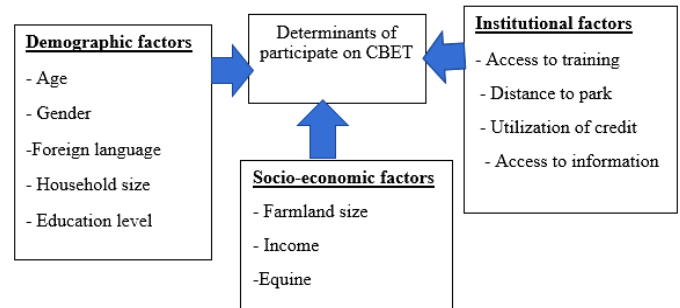 Demographic factors
- Age
- Gender
-Foreign language
- Household size
- Education level
Determinants of
participate on CBET
Institutional factors
- Access to training
- Distance to park
- Utilization of credit
- Access to information
Socio-economic factors
- Farmland size
- Income
-Equine